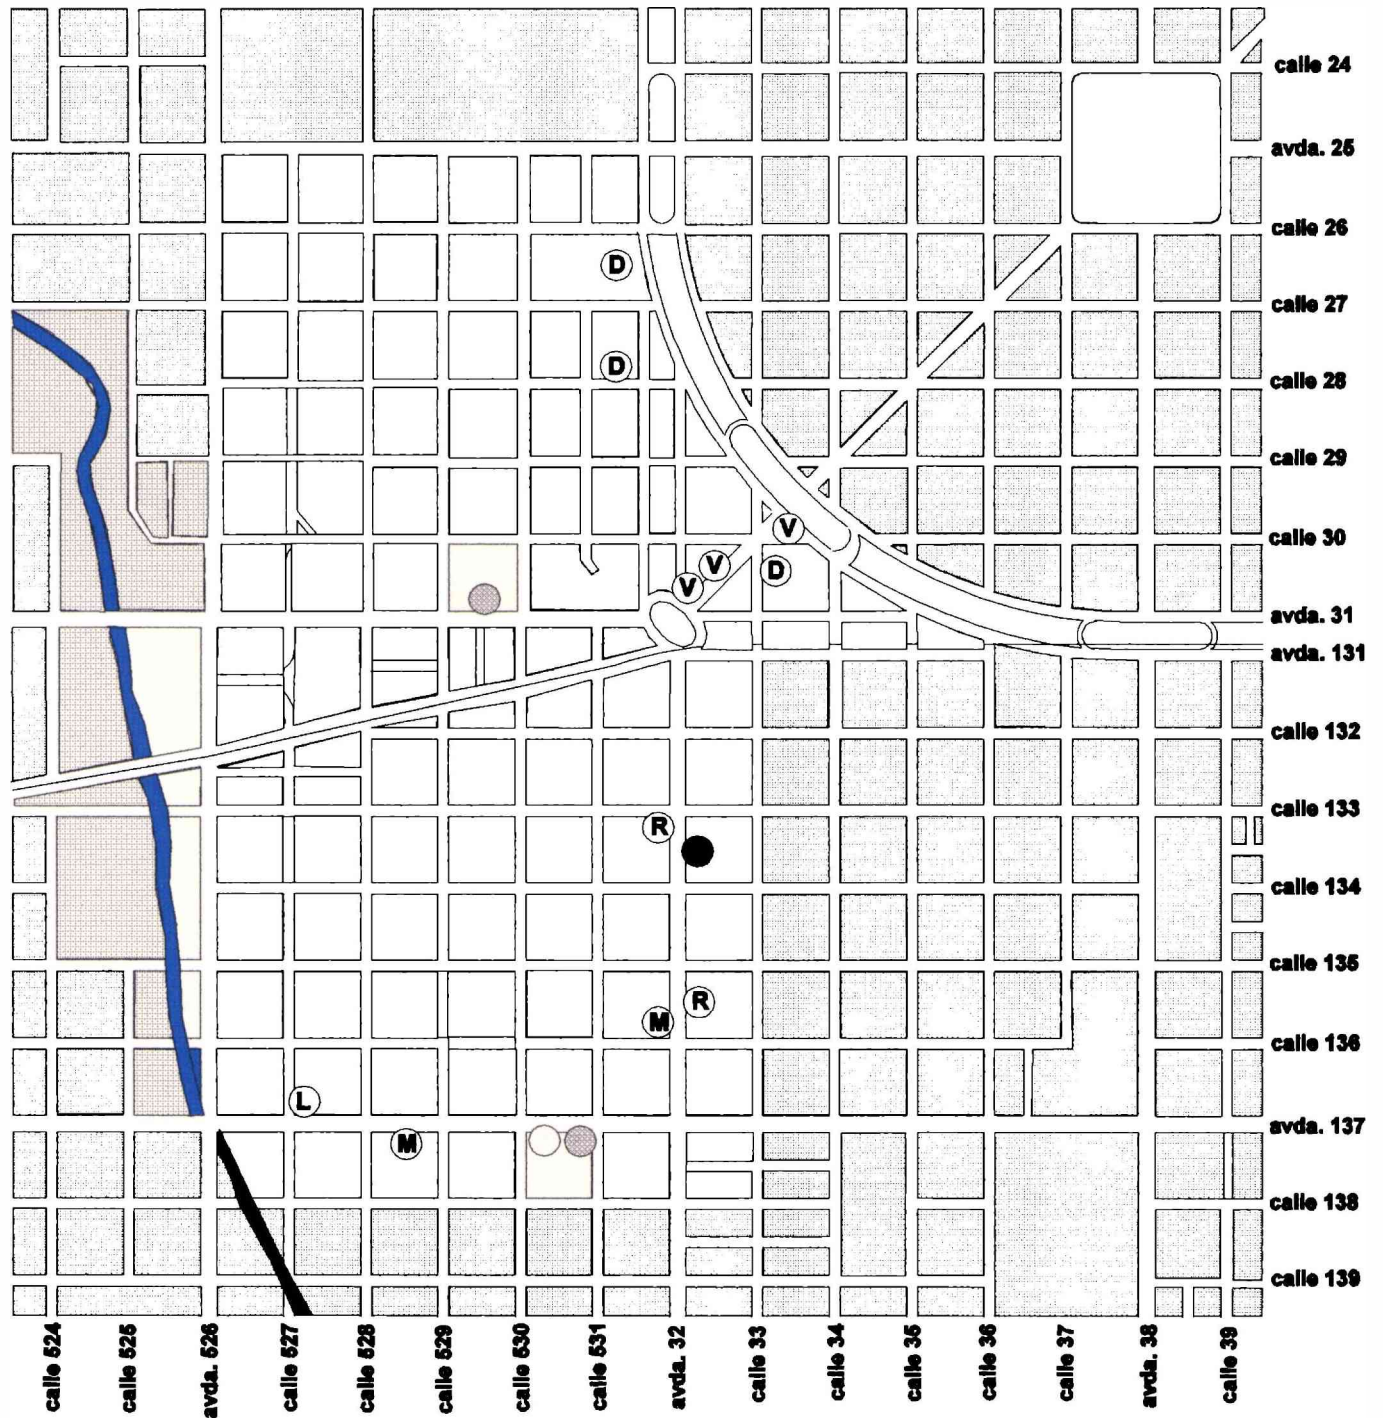 calle 24
avda. 25
calle 26
D
calle 27
D
calle 28
calle 29
V
calle 30
V
D
V
avda. 31
avda. 131
calle 132
calle 133
R
calle 134
calle 135
R
M
calle 136
L
avda. 137
M
calle 138
calle 139
calle 524
calle 525
avda. 526
calle 527
calle 528
calle 529
calle 530
calle 531
avda. 32
calle 33
calle 34
calle 35
calle 36
calle 37
avda. 38
calle 39